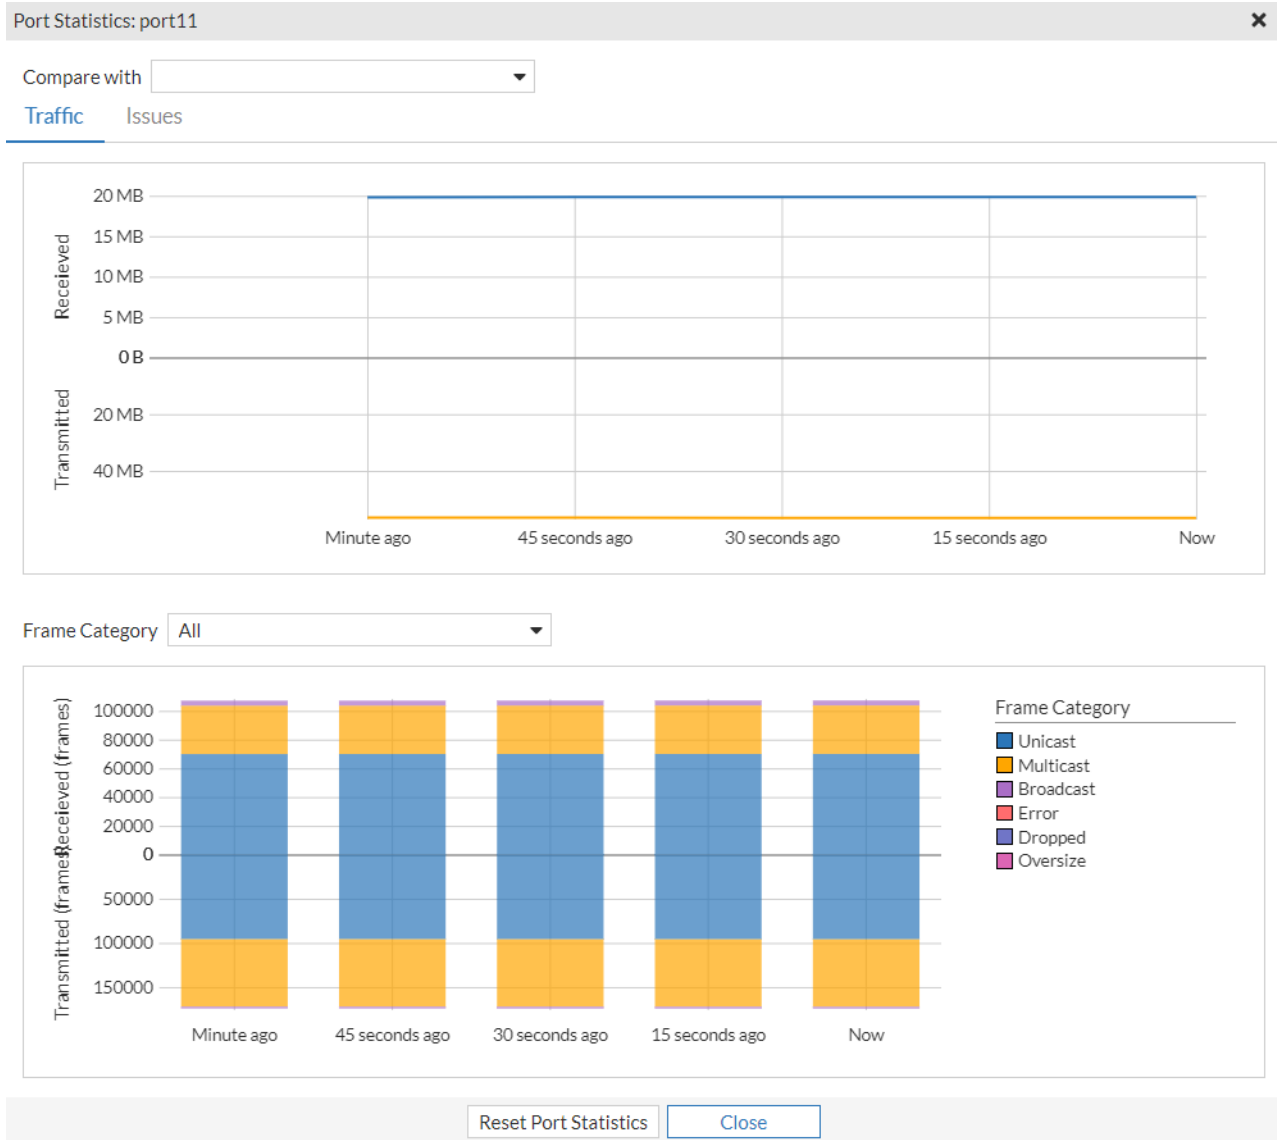 Port Statistics: port11
Compare with
Traffic Issues
20 MB
15 MB
10 MB
5 MB
0 B
20 MB
40 MB
Receieved
Transmitted
Minute ago 45 seconds ago 30 seconds ago 15 seconds ago Now
Frame Category All
100000
80000
60000
40000
20000
0
50000
100000
150000
Receieved (frames)
Transmitted (frames)
Minute ago 45 seconds ago 30 seconds ago 15 seconds ago Now
Frame Category
Unicast
Multicast
Broadcast
Error
Dropped
Oversize
Reset Port Statistics Close